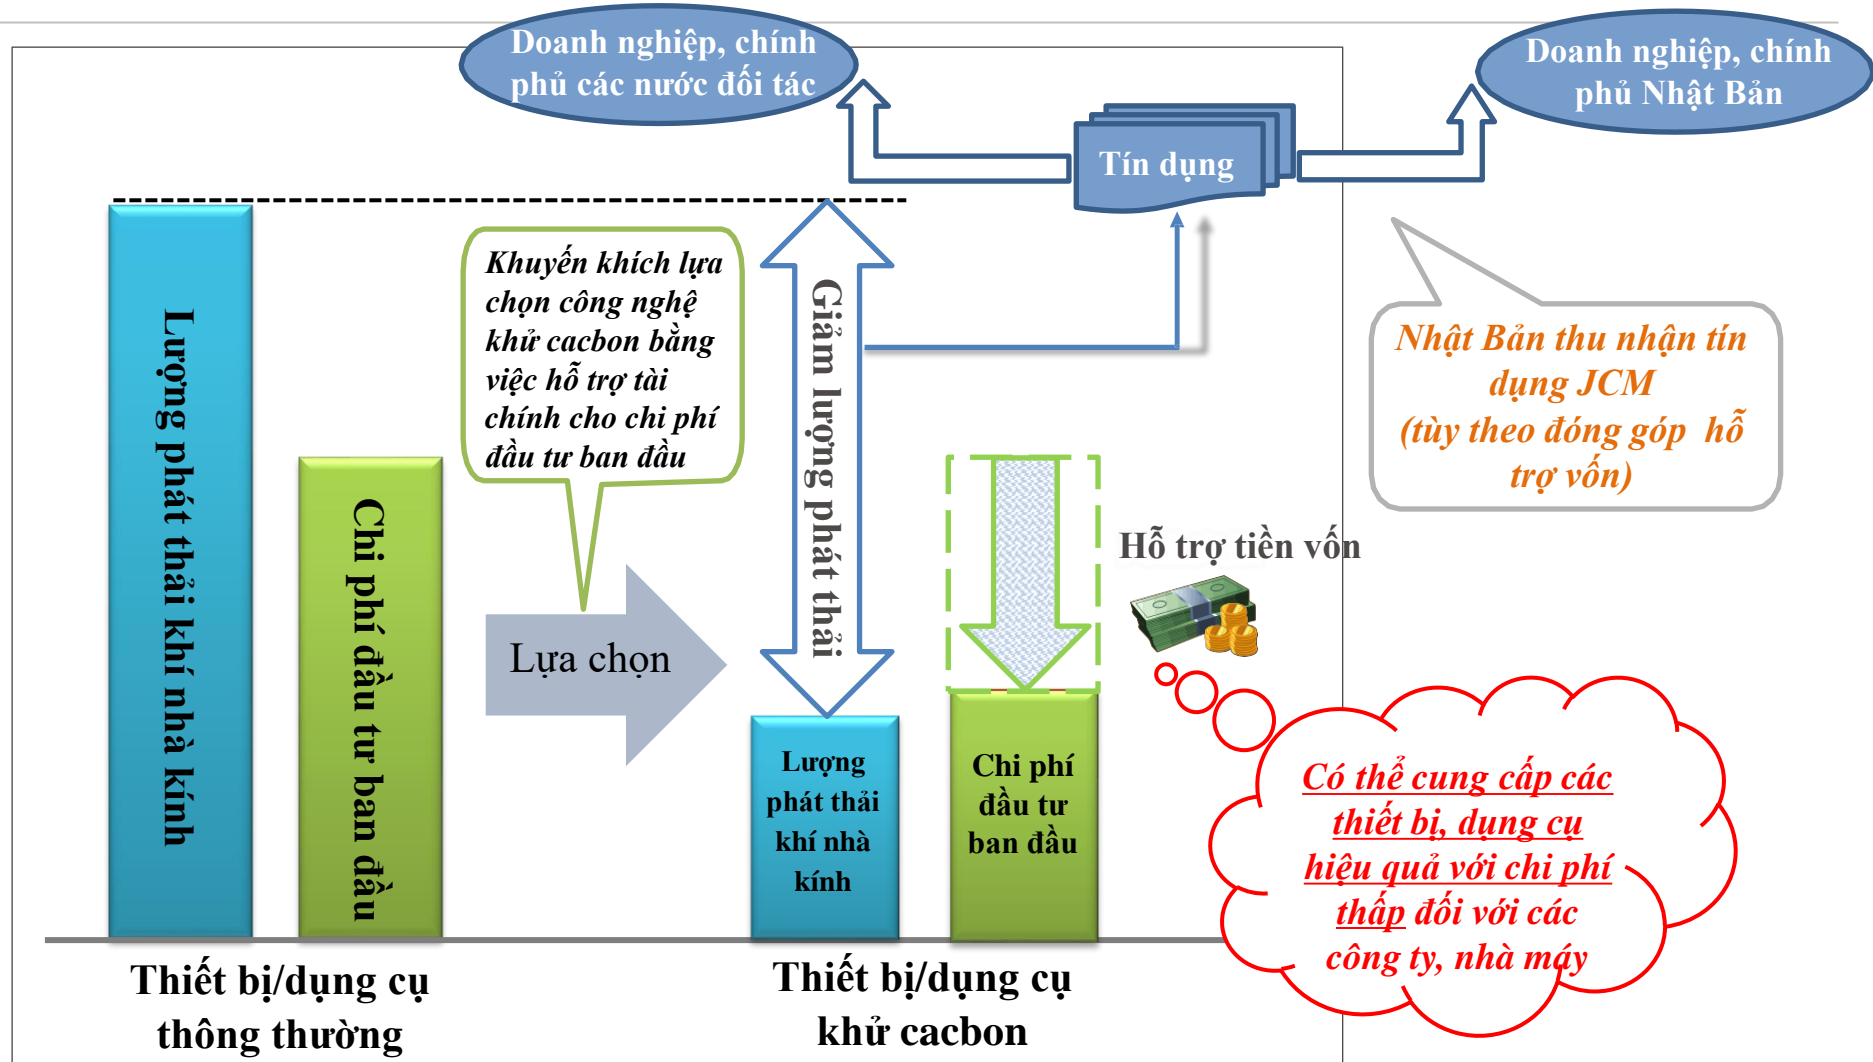 Doanh nghiệp, chính
phủ các nước đối tác
Doanh nghiệp, chính
phủ Nhật Bản
Tín dụng
Khuyến khích lựa
chọn công nghệ
khử cacbon bằng
việc hỗ trợ tài
chính cho chi phí
đầu tư ban đầu
Nhật Bản thu nhận tín
dụng JCM
(tùy theo đóng góp hỗ
trợ vốn)
Lượng phát thải khí nhà kính
Chi phí đầu tư ban đầu
Lựa chọn
Giảm lượng phát thải
Hỗ trợ tiền vốn
Lượng
phát thải
khí nhà
kính
Chi phí
đầu tư
ban đầu
Có thể cung cấp các
thiết bị, dụng cụ
hiệu quả với chi phí
thấp đối với các
công ty, nhà máy
Thiết bị/dụng cụ
thông thường
Thiết bị/dụng cụ
khử cacbon